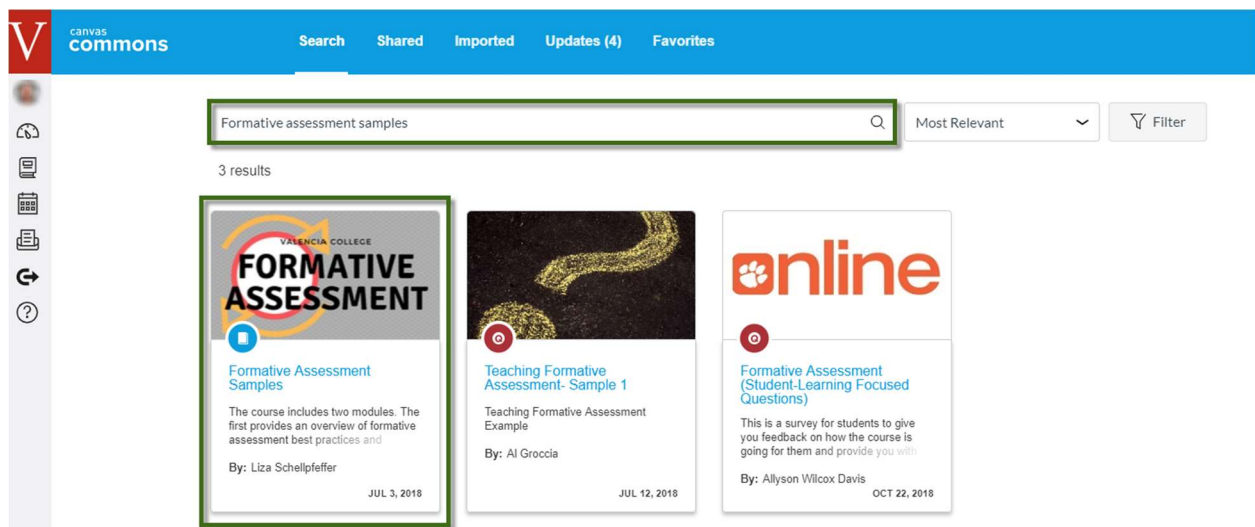 V
canvas
commons
Search Shared Imported Updates (4) Favorites
Formative assessment samples
Most Relevant
Filter
3 results
VALENCIA COLLEGE
FORMATIVE
ASSESSMENT
Formative Assessment
Samples
The course includes two modules. The
first provides an overview of formative
assessment best practices and
By: Liza Schellpfeffer
JUL 3, 2018
Teaching Formative
Assessment- Sample 1
Teaching Formative Assessment
Example
By: Al Groccia
JUL 12, 2018
nline
Formative Assessment
(Student-Learning Focused
Questions)
This is a survey for students to give
you feedback on how the course is
going for them and provide you with
By: Allyson Wilcox Davis
OCT 22, 2018